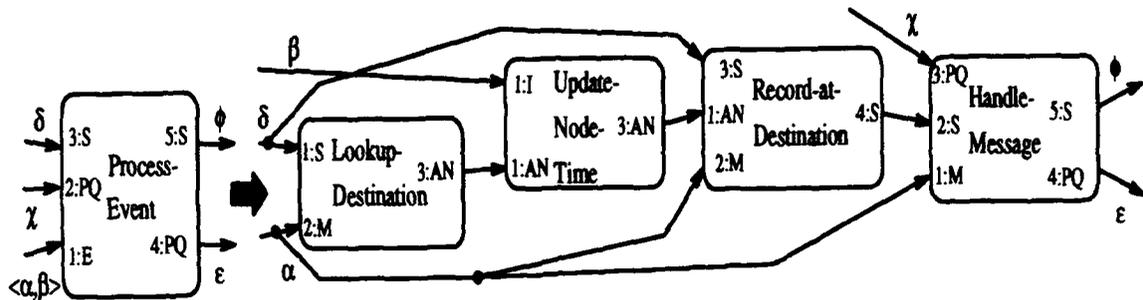 δ
3:S
5:S
ϕ
Process-
Event
2:PQ
χ
1:E
4:PQ
<α,β>
ε
β
δ
1:S
Lookup-
Destination
3:AN
2:M
α
1:I
Update-
Node-
Time
3:AN
1:AN
3:S
Record-at-
Destination
1:AN
4:S
2:M
χ
3:PQ
Handle-
Message
5:S
2:S
1:M
4:PQ
ϕ
ε